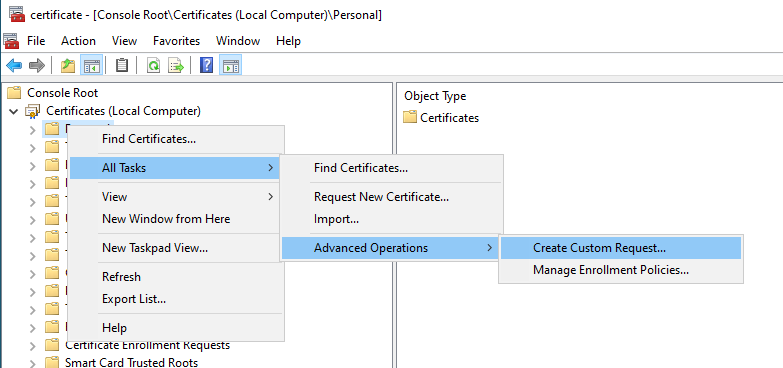 certificate - [Console Root\Certificates (Local Computer)\Personal]
File Action View Favorites Window Help
Console Root
Certificates (Local Computer)
Object Type
Certificates
Find Certificates...
All Tasks
View
New Window from Here
New Taskpad View...
Refresh
Export List...
Help
Find Certificates...
Request New Certificate...
Import...
Advanced Operations
Create Custom Request...
Manage Enrollment Policies...
Certificate Enrollment Requests
Smart Card Trusted Roots